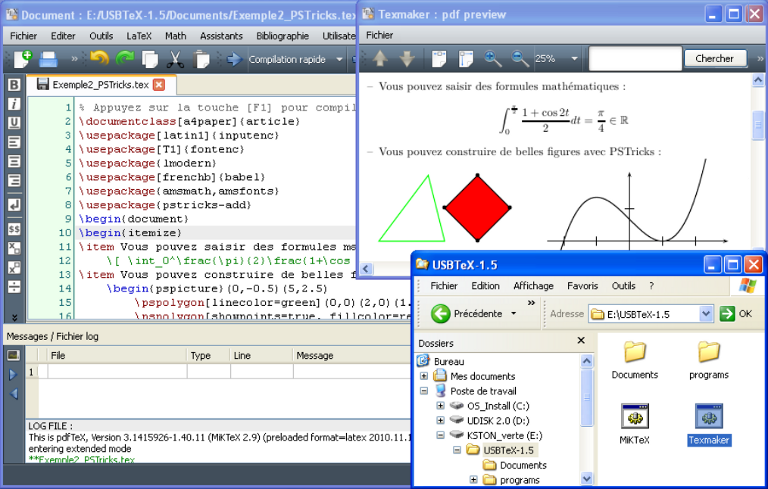 Document : E:/USBTeX-1.5/Documents/Exemple2_PSTricks.tex
Fichier Editer Outils LaTeX Math Assistants Bibliographie Utilisate
Compilation rapide
Exemple2_PSTricks.tex
1 % Appuyez sur la touche [F1] pour compil
2 \documentclass[a4paper]{article}
3 \usepackage[latin1]{inputenc}
4 \usepackage[T1]{fontenc}
5 \usepackage{lmodern}
6 \usepackage[frenchb]{babel}
7 \usepackage{amsmath,amsfonts}
8 \usepackage{pstricks-add}
9 \begin{document}
10 \begin{itemize}
11 \item Vous pouvez saisir des formules ma
12 \[ \int_0^\frac{\pi}{2}\frac{1+\cos
13 \item Vous pouvez construire de belles f
14 \begin{pspicture}(0,-0.5)(5,2.5)
15 \pspolygon[linecolor=green](0,0)(2,0)(1.
16 \pspolygon[showpoints=true, fillcolor=re
Messages / Fichier log
File Type Line Message
1
LOG FILE :
This is pdfTeX, Version 3.1415926-1.40.11 (MiKTeX 2.9) (preloaded format=latex 2010.11.1
entering extended mode
**Exemple2_PSTricks.tex
Texmaker : pdf preview
Fichier
25% Chercher
– Vous pouvez saisir des formules mathématiques :
∫_0^{π/2} (1 + cos 2t)/2 dt = π/4 ∈ ℝ
– Vous pouvez construire de belles figures avec PSTricks :
USBTeX-1.5
Fichier Edition Affichage Favoris Outils ?
Précédente Adresse E:\USBTeX-1.5 OK
Dossiers
Bureau
Mes documents
Poste de travail
OS_Install (C:)
UDISK 2.0 (D:)
KSTON_verte (E:)
USBTeX-1.5
Documents
programs
Documents programs
MiKTeX Texmaker